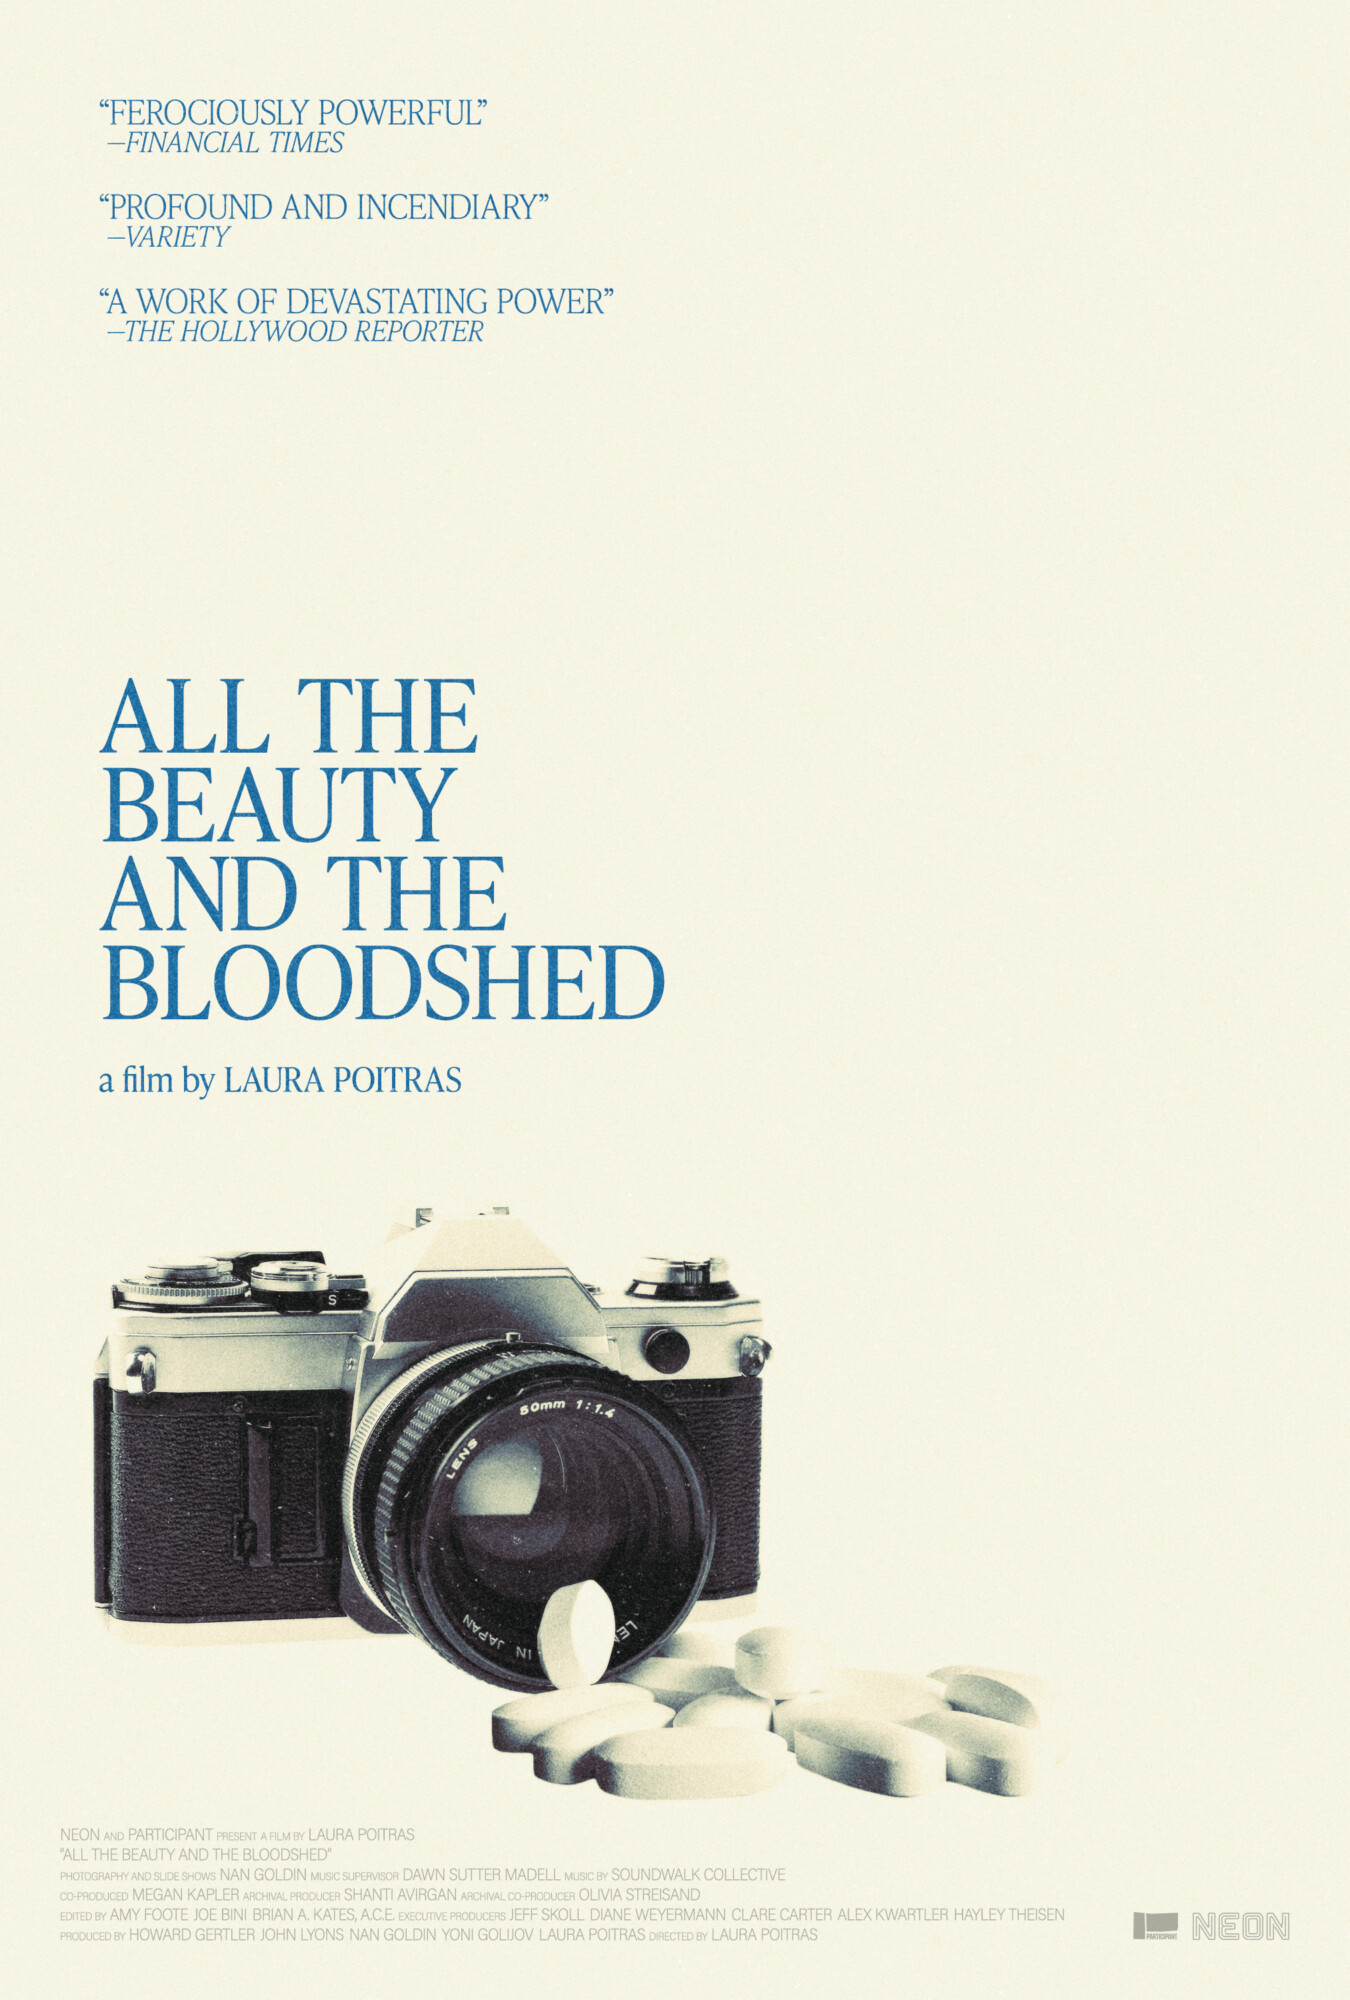 “FEROCIOUSLY POWERFUL”
—FINANCIAL TIMES
“PROFOUND AND INCENDIARY”
—VARIETY
“A WORK OF DEVASTATING POWER”
—THE HOLLYWOOD REPORTER
ALL THE
BEAUTY
AND THE
BLOODSHED
a film by LAURA POITRAS
S
50mm 1:1.4
LENS
IN JAPAN
NEON AND PARTICIPANT PRESENT A FILM BY LAURA POITRAS
"ALL THE BEAUTY AND THE BLOODSHED"
PHOTOGRAPHY AND SLIDE SHOWS NAN GOLDIN MUSIC SUPERVISOR DAWN SUTTER MADELL MUSIC BY SOUNDWALK COLLECTIVE
CO-PRODUCED MEGAN KAPLER ARCHIVAL PRODUCER SHANTI AVIRGAN ARCHIVAL CO-PRODUCER OLIVIA STREISAND
EDITED BY AMY FOOTE JOE BINI BRIAN A. KATES, A.C.E. EXECUTIVE PRODUCERS JEFF SKOLL DIANE WEYERMANN CLARE CARTER ALEX KWARTLER HAYLEY THEISEN
PRODUCED BY HOWARD GERTLER JOHN LYONS NAN GOLDIN YONI GOLIJOV LAURA POITRAS DIRECTED BY LAURA POITRAS
PARTICIPANT
NEON